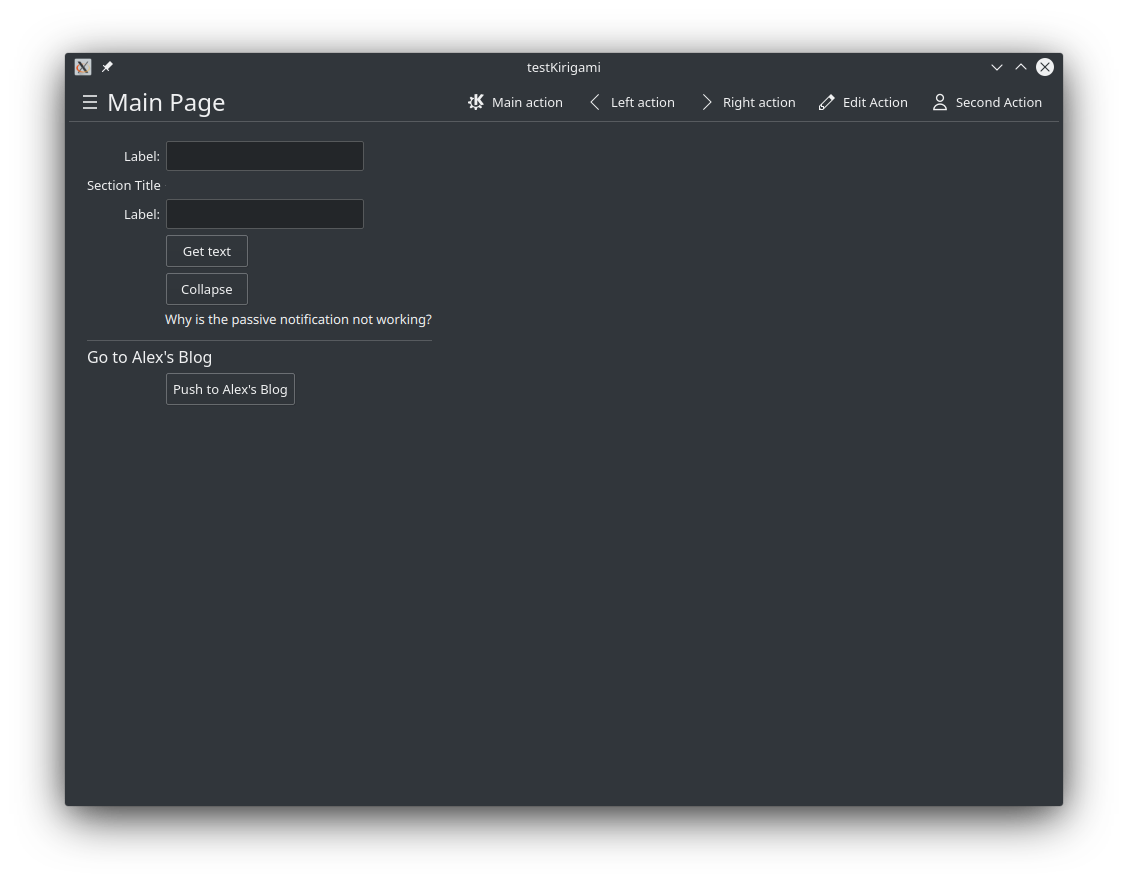 testKirigami
Main Page
Main action
Left action
Right action
Edit Action
Second Action
Label:
Section Title
Label:
Get text
Collapse
Why is the passive notification not working?
Go to Alex's Blog
Push to Alex's Blog